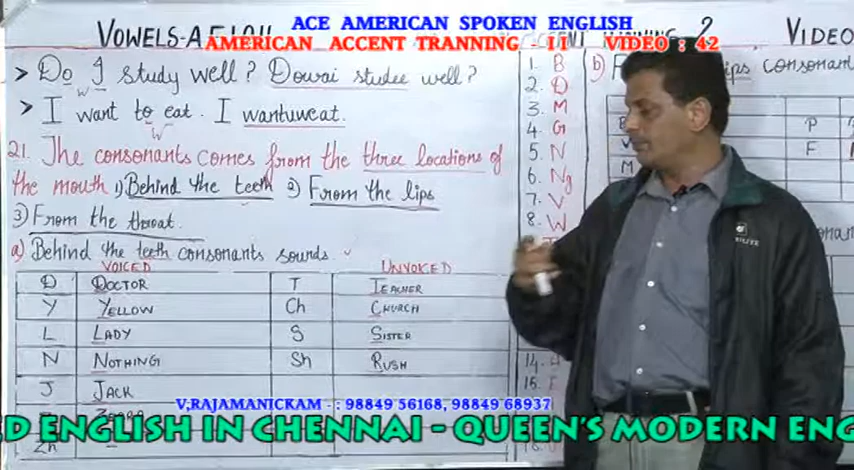 ACE AMERICAN SPOKEN ENGLISH
AMERICAN ACCENT TRANNING - I I VIDEO : 42
VOWELS-A E I O U
? VIDEO
➤ Do I study well? Dowai studee well?
w
➤ I want to eat. I wantuweat.
w
21. The consonants comes from the three locations of
the mouth 1) Behind the teeth 2) From the lips
3) From the throat.
a) Behind the teeth consonants sounds.
VOICED UNVOICED
D DOCTOR T TEACHER
Y YELLOW Ch CHURCH
L LADY S SISTER
N NOTHING Sh RUSH
J JACK
Zh
1. B
2. D
3. M
4. G
5. N
6. Ng
7. V
8. W
14.
15.
b) lips consonant
P
F
V,RAJAMANICKAM - : 98849 56168, 98849 68937
ED ENGLISH IN CHENNAI - QUEEN'S MODERN ENG